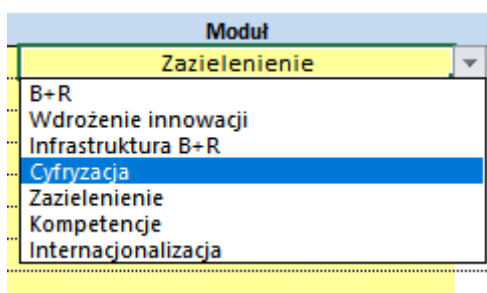 Moduł
Zazielenienie
B+R
Wdrożenie innowacji
Infrastruktura B+R
Cyfryzacja
Zazielenienie
Kompetencje
Internacjonalizacja